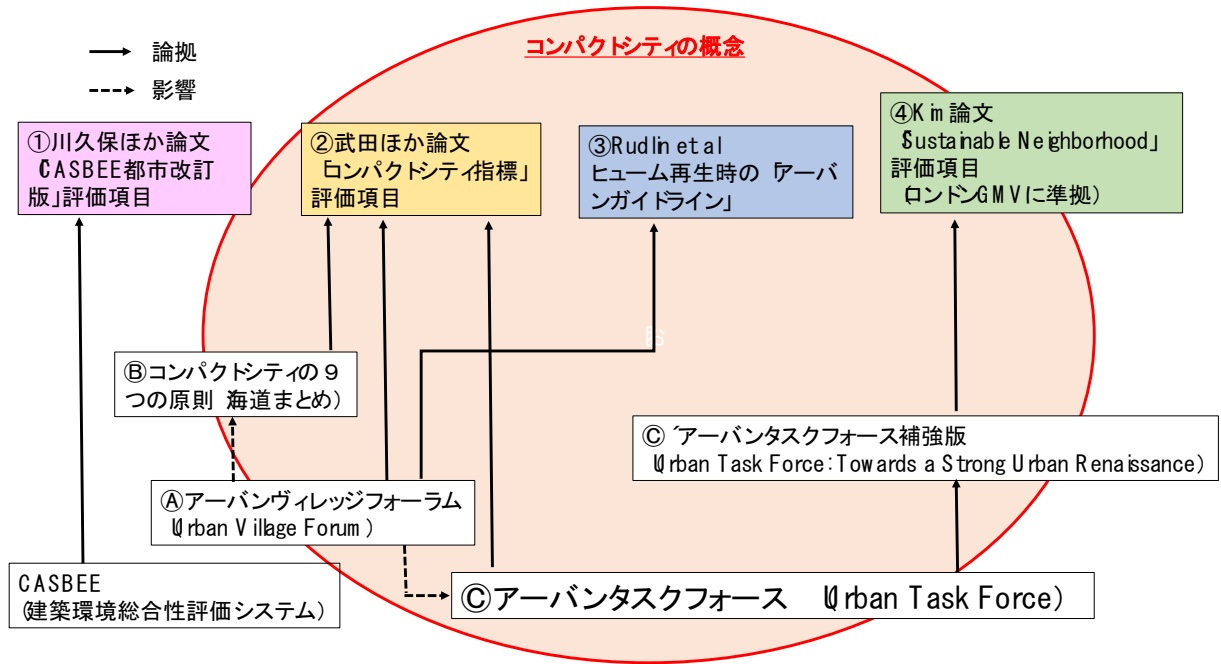 コンパクトシティの概念
論拠
影響
①川久保ほか論文
「CASBEE都市改訂
版」評価項目
②武田ほか論文
「コンパクトシティ指標」
評価項目
③Rudlin et al
ヒューム再生時の「アーバ
ンガイドライン」
④Kim論文
「Sustainable Neighborhood」
評価項目
(ロンドンGMVに準拠)
Ⓑコンパクトシティの9
つの原則(海道まとめ)
Ⓒ´アーバンタスクフォース補強版
(Urban Task Force:Towards a Strong Urban Renaissance)
Ⓐアーバンヴィレッジフォーラム
(Urban Village Forum)
CASBEE
(建築環境総合性評価システム)
Ⓒアーバンタスクフォース (Urban Task Force)